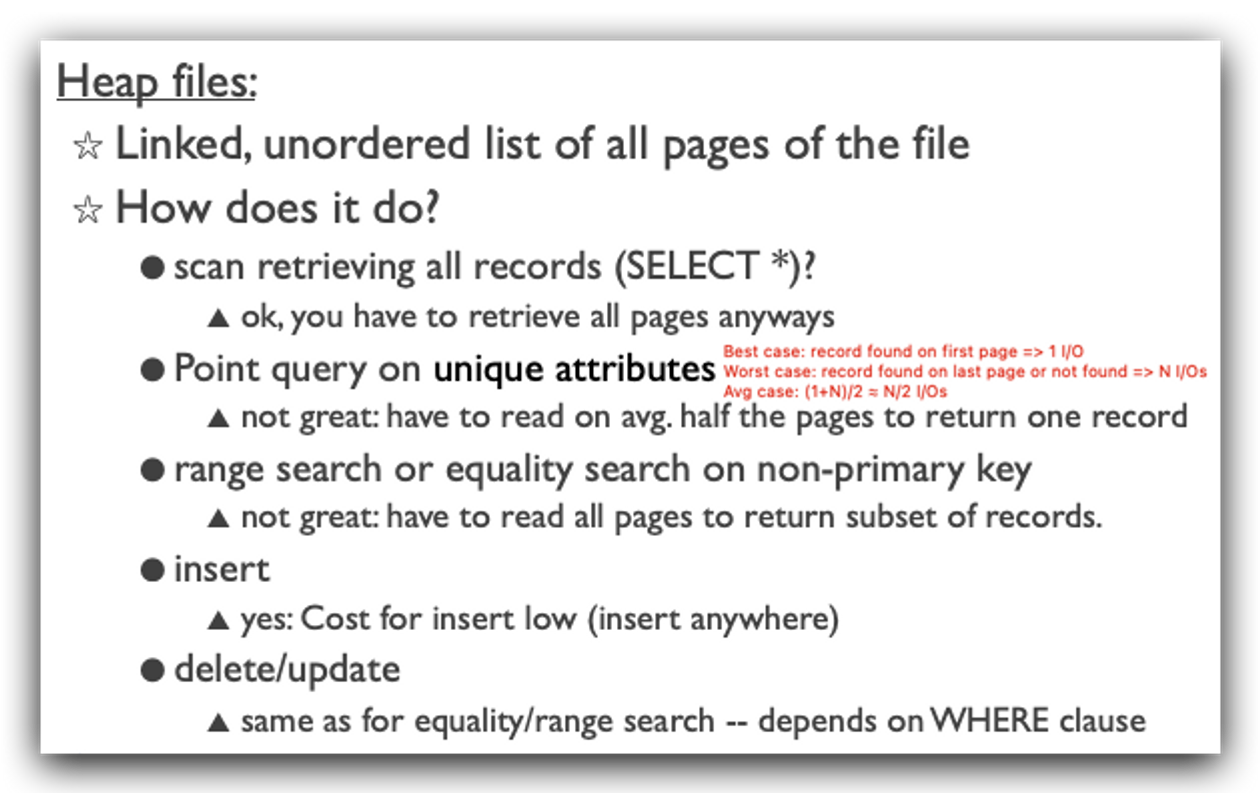 Heap files:
☆ Linked, unordered list of all pages of the file
☆ How does it do?
● scan retrieving all records (SELECT *)?
▲ ok, you have to retrieve all pages anyways
● Point query on unique attributes
Best case: record found on first page => 1 I/O
Worst case: record found on last page or not found => N I/Os
Avg case: (1+N)/2 ≈ N/2 I/Os
▲ not great: have to read on avg. half the pages to return one record
● range search or equality search on non-primary key
▲ not great: have to read all pages to return subset of records.
● insert
▲ yes: Cost for insert low (insert anywhere)
● delete/update
▲ same as for equality/range search -- depends on WHERE clause